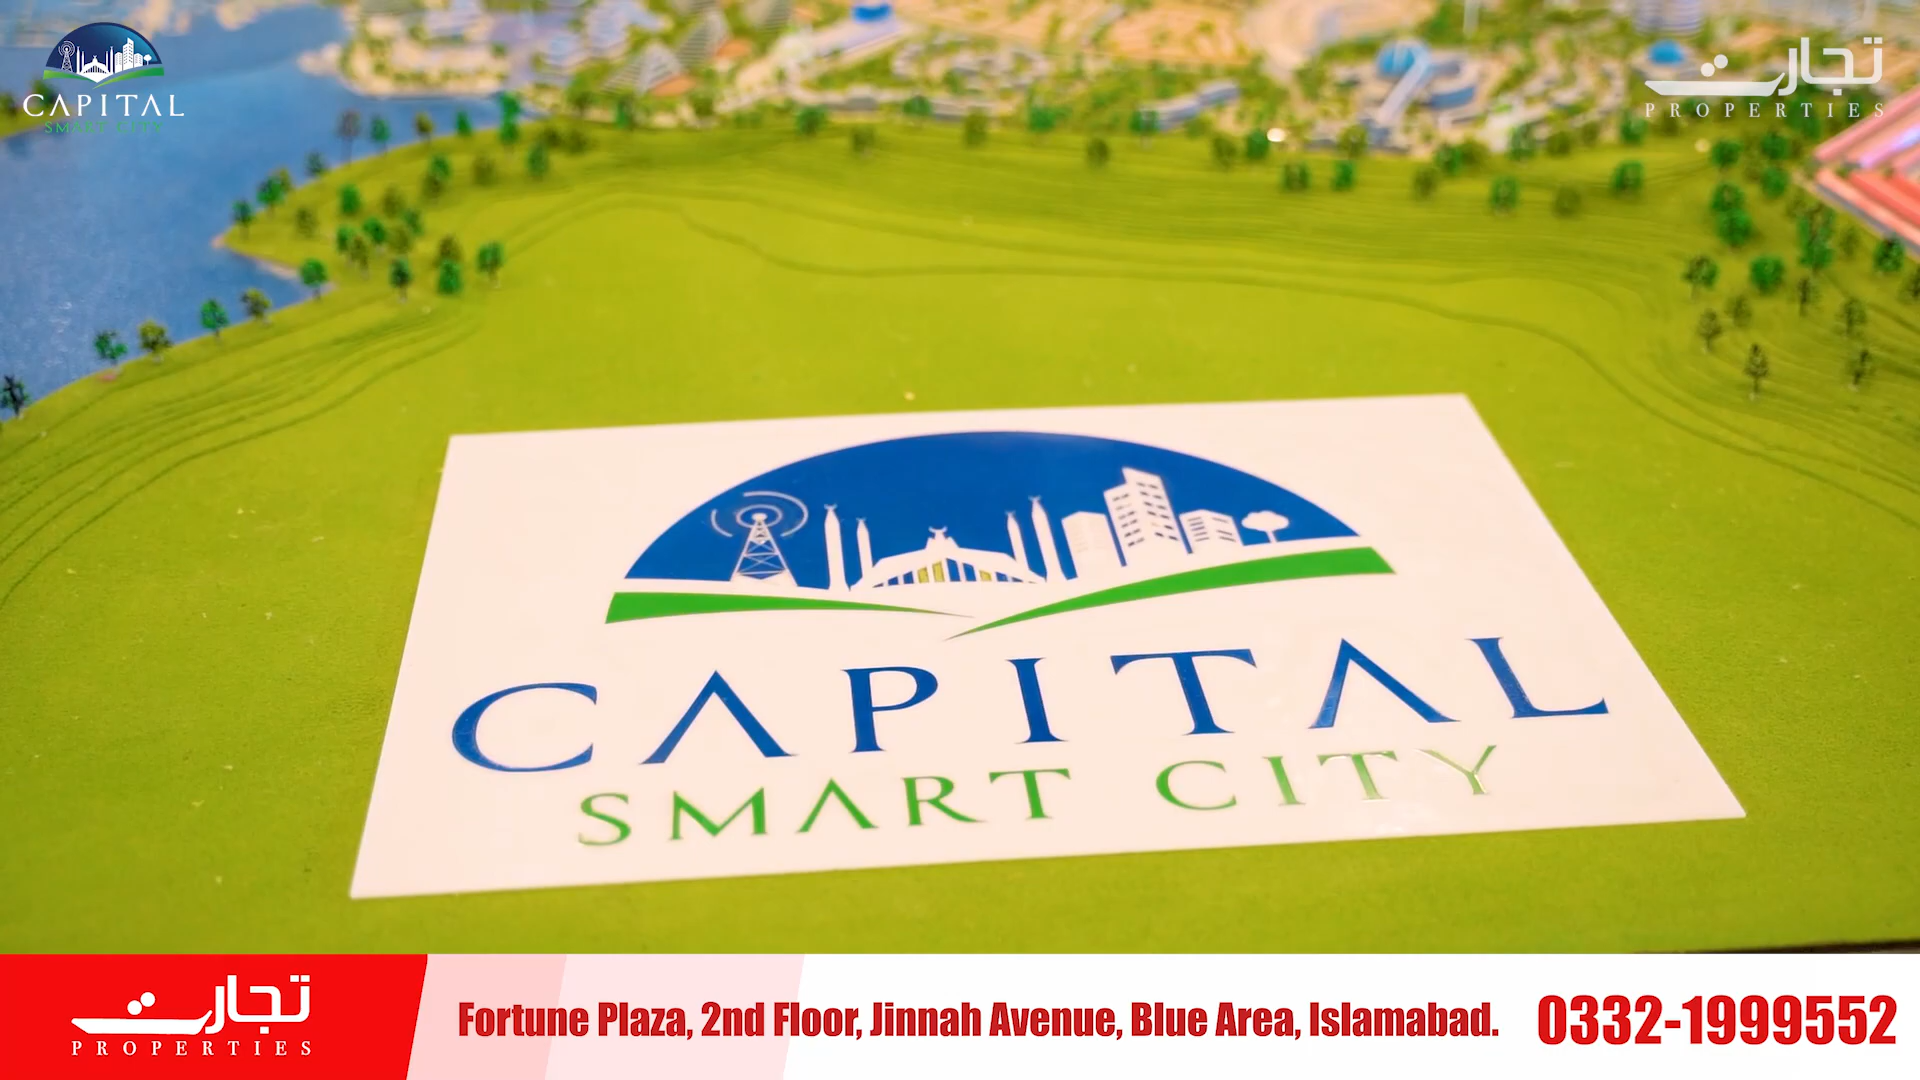 CAPITAL
SMART CITY
تجارت
PROPERTIES
CAPITAL
SMART CITY
تجارت
PROPERTIES
Fortune Plaza, 2nd Floor, Jinnah Avenue, Blue Area, Islamabad.
0332-1999552